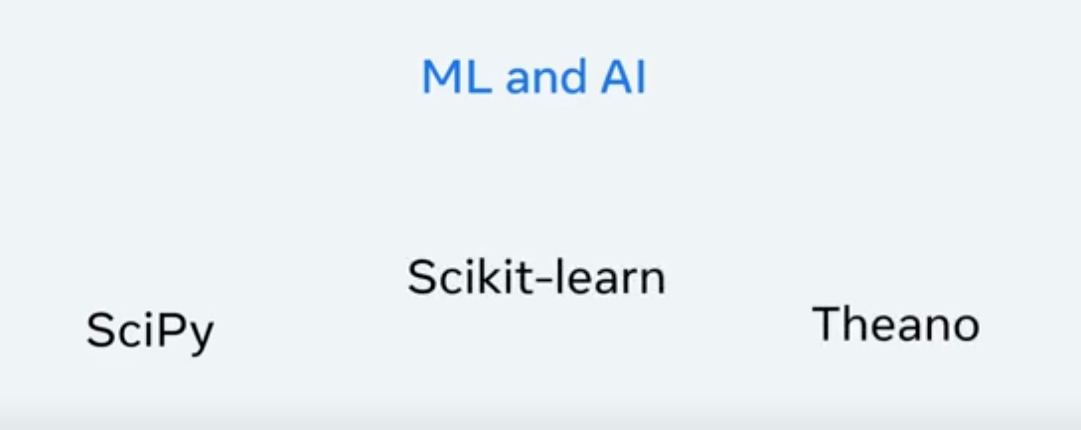 ML and AI
Scikit-learn
SciPy
Theano